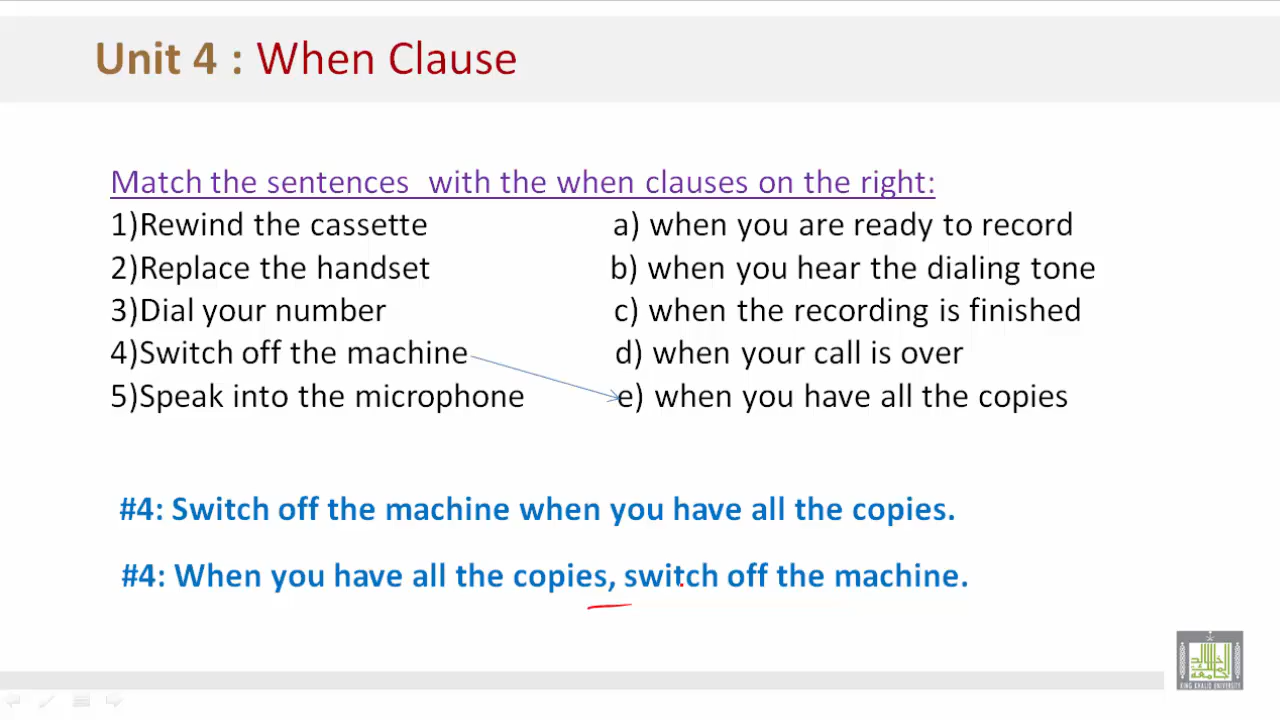 Unit 4 : When Clause
Match the sentences with the when clauses on the right:
1)Rewind the cassette a) when you are ready to record
2)Replace the handset b) when you hear the dialing tone
3)Dial your number c) when the recording is finished
4)Switch off the machine d) when your call is over
5)Speak into the microphone e) when you have all the copies
#4: Switch off the machine when you have all the copies.
#4: When you have all the copies, switch off the machine.
KING KHALID UNIVERSITY